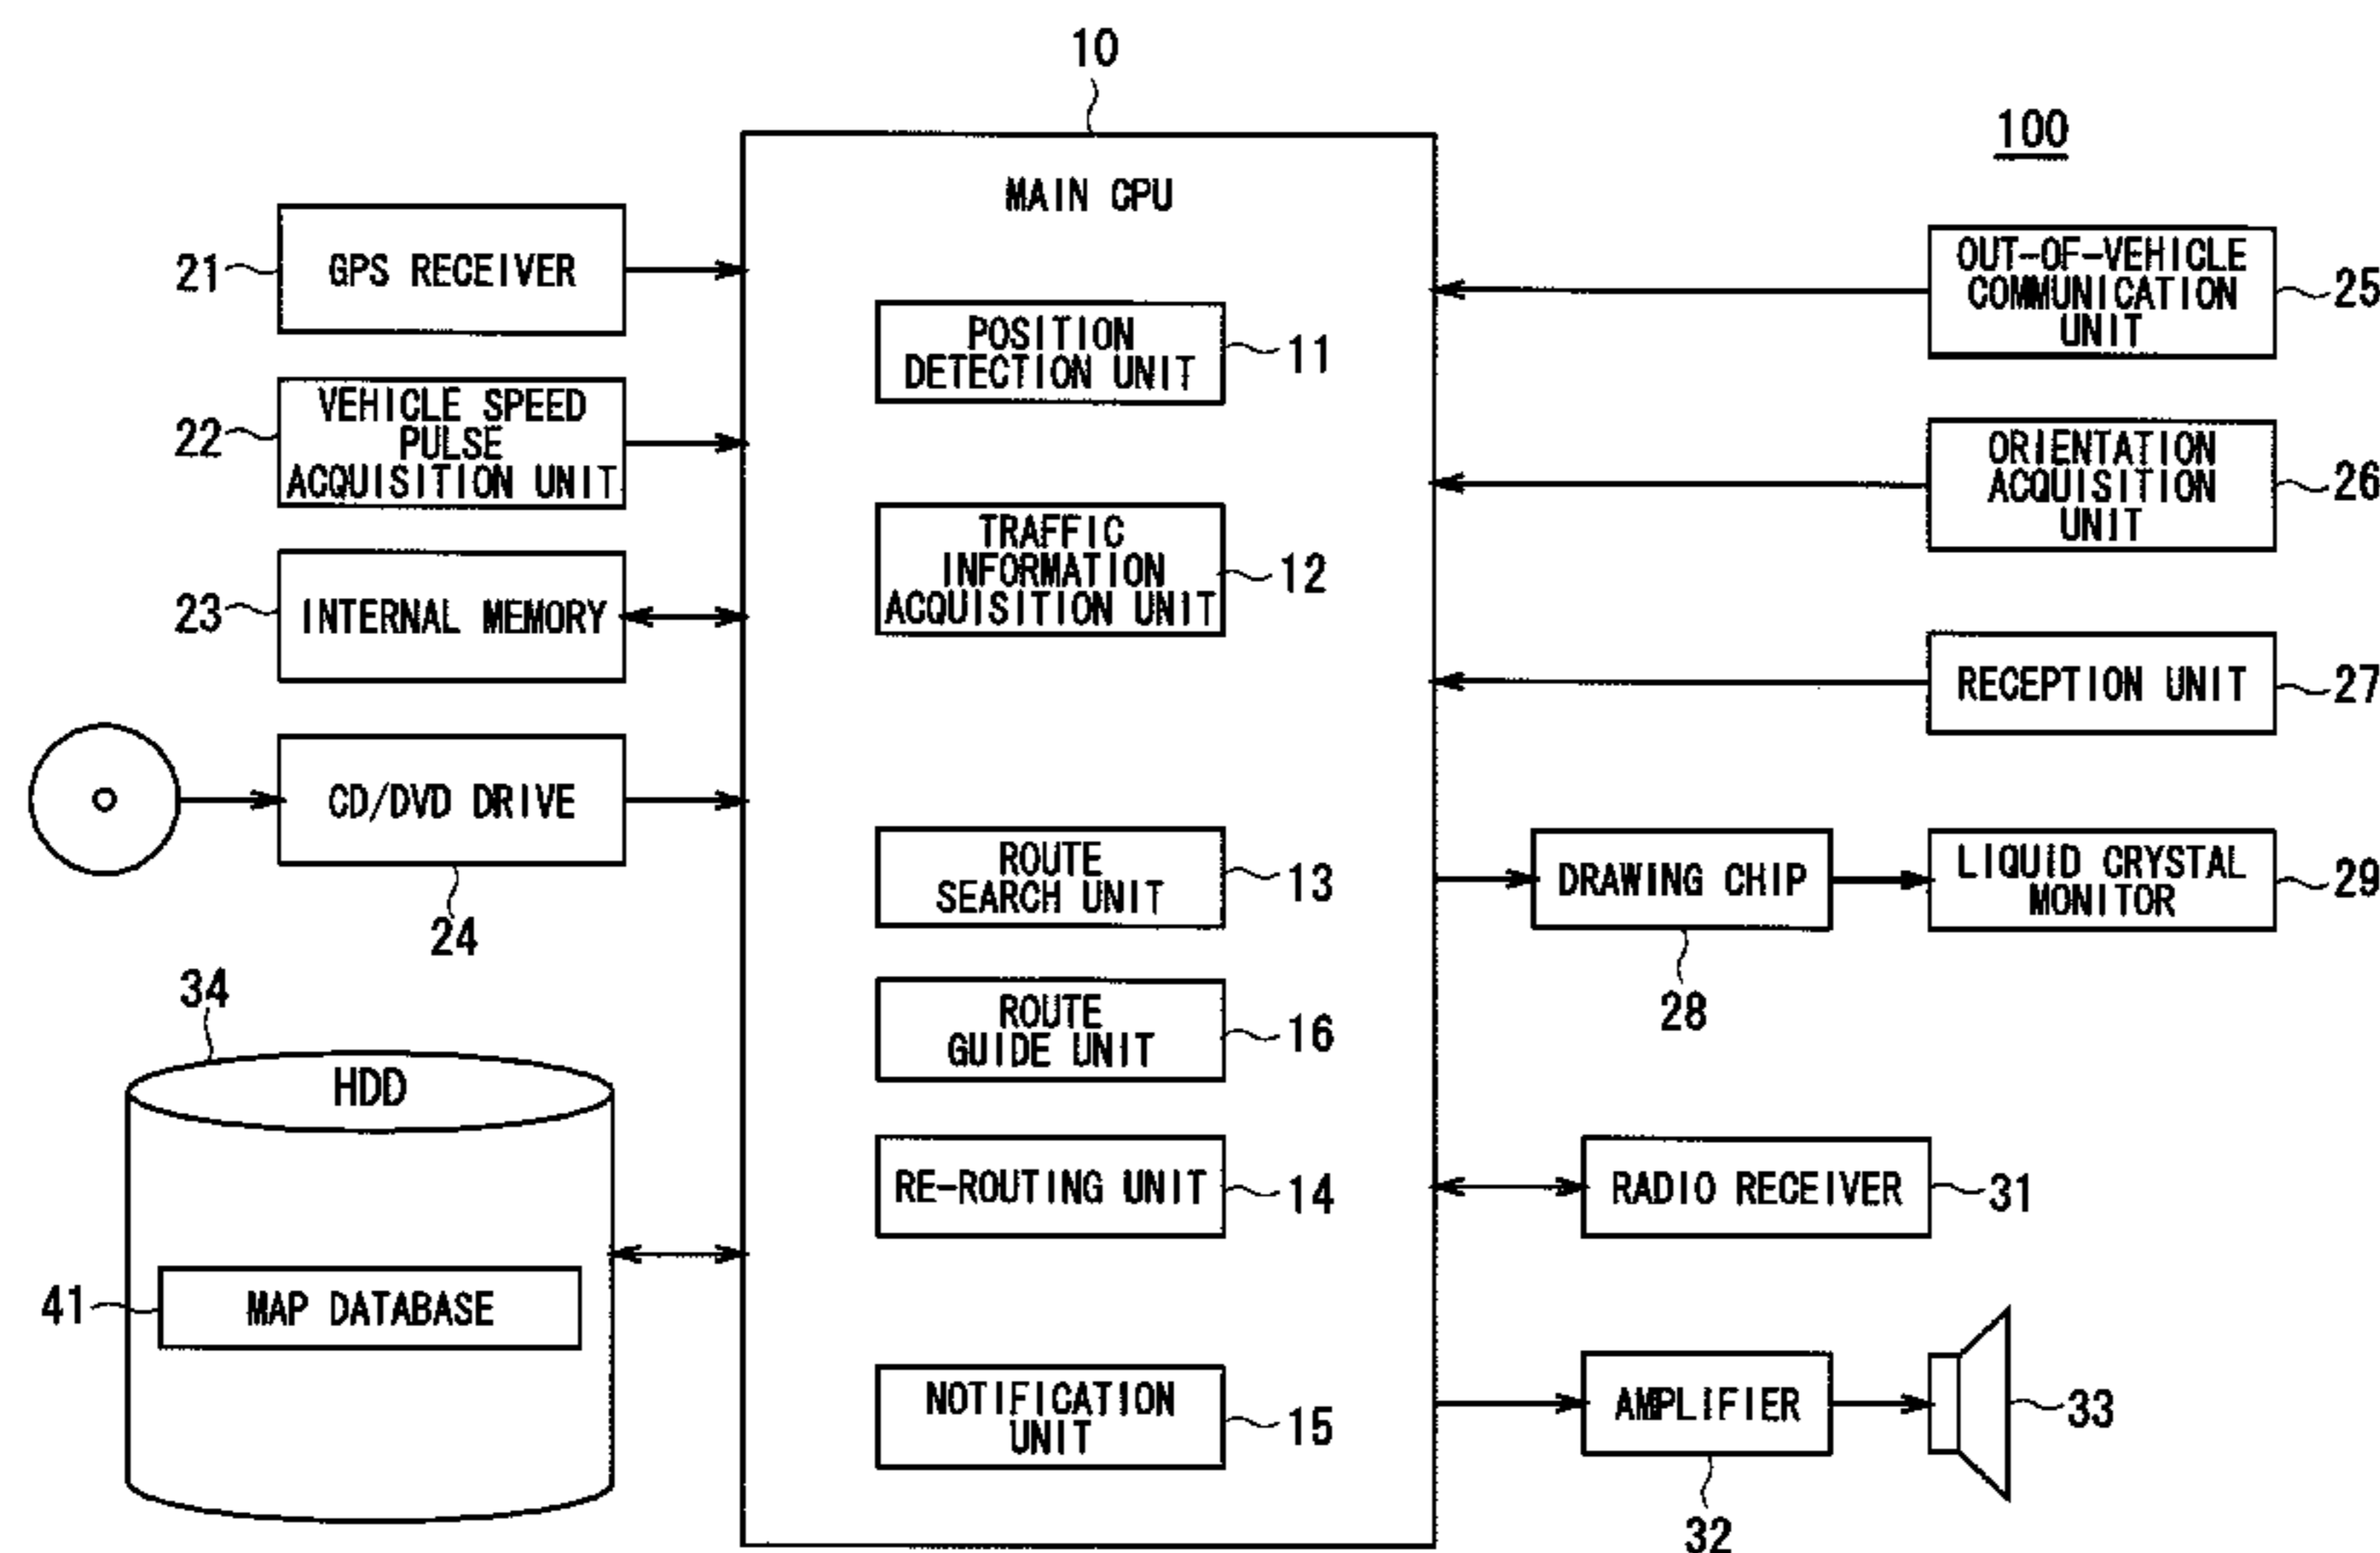 10
100
MAIN CPU
21
GPS RECEIVER
OUT-OF-VEHICLE
COMMUNICATION
UNIT
25
POSITION
DETECTION UNIT
11
22
VEHICLE SPEED
PULSE
ACQUISITION UNIT
ORIENTATION
ACQUISITION
UNIT
26
TRAFFIC
INFORMATION
ACQUISITION UNIT
12
23
INTERNAL MEMORY
RECEPTION UNIT
27
CD/DVD DRIVE
24
ROUTE
SEARCH UNIT
13
DRAWING CHIP
28
LIQUID CRYSTAL
MONITOR
29
34
HDD
ROUTE
GUIDE UNIT
16
RE-ROUTING UNIT
14
RADIO RECEIVER
31
41
MAP DATABASE
NOTIFICATION
UNIT
15
AMPLIFIER
32
33